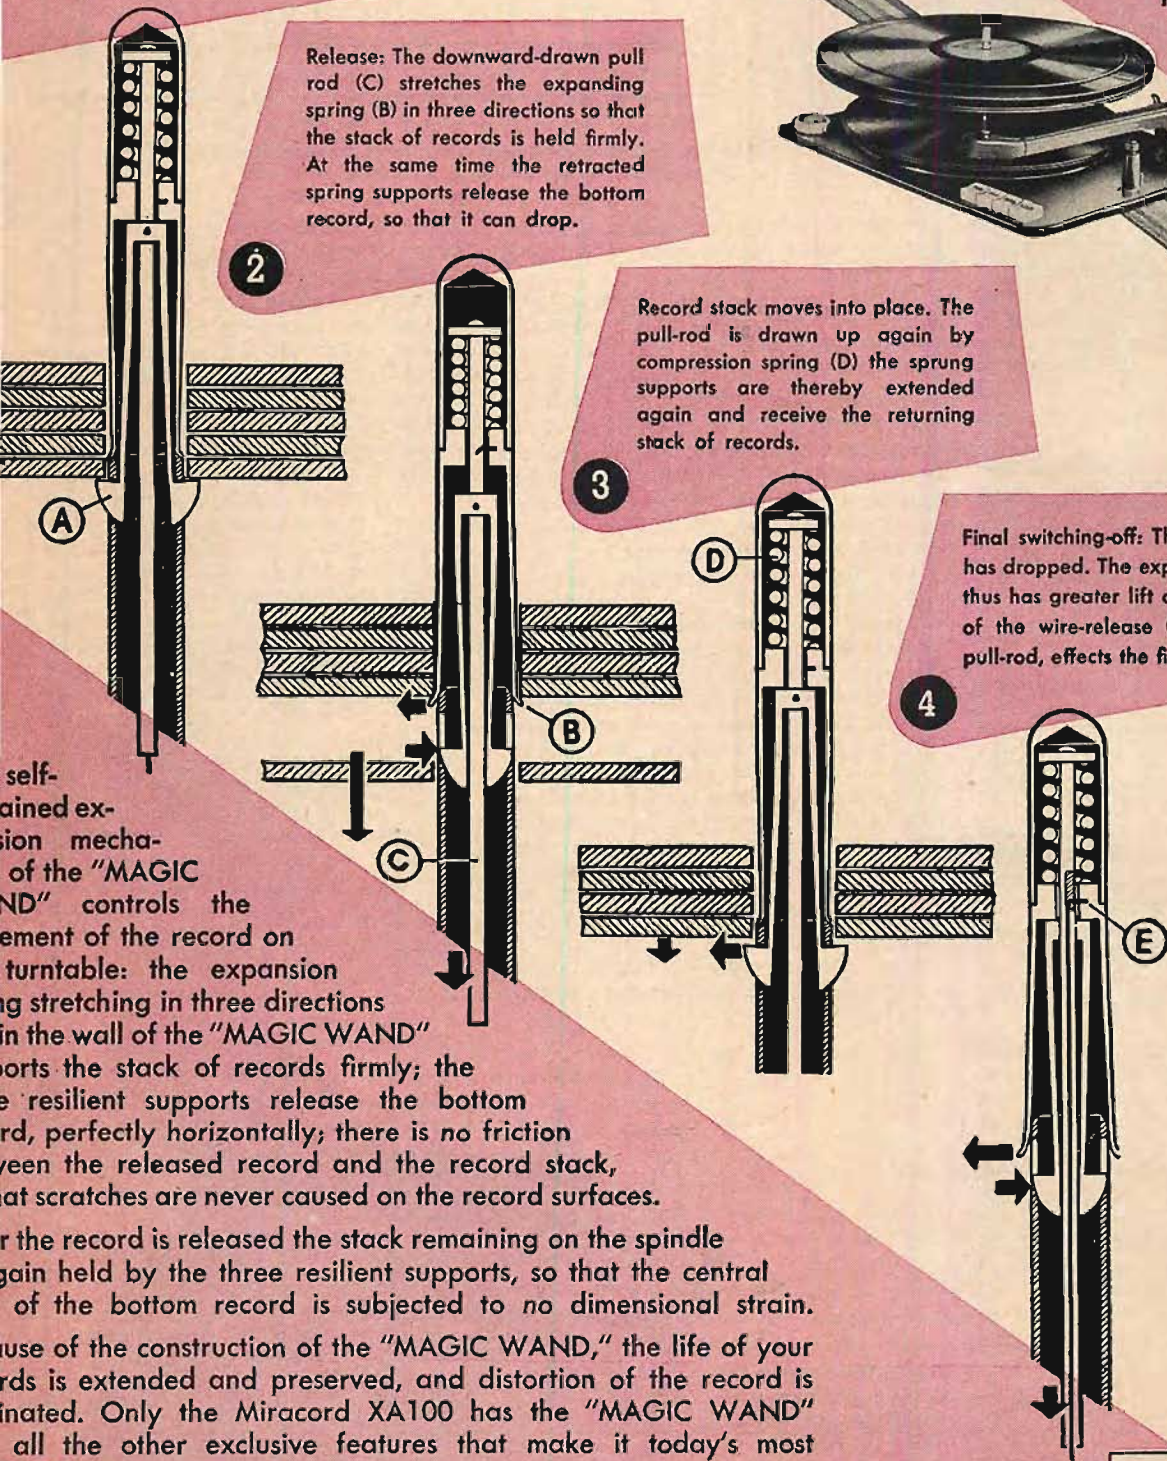 Release: The downward-drawn pull
rod (C) stretches the expanding
spring (B) in three directions so that
the stack of records is held firmly.
At the same time the retracted
spring supports release the bottom
record, so that it can drop.
2
Record stack moves into place. The
pull-rod is drawn up again by
compression spring (D) the sprung
supports are thereby extended
again and receive the returning
stack of records.
3
Final switching-off:
has dropped. The
thus has greater lift
of the wire-release
pull-rod, effects the
4
A
B
C
D
E
self-
ained ex-
sion mecha-
of the "MAGIC
ND" controls the
ement of the record on
turntable: the expansion
ng stretching in three directions
in the wall of the "MAGIC WAND"
ports the stack of records firmly; the
e resilient supports release the bottom
rd, perfectly horizontally; there is no friction
ween the released record and the record stack,
hat scratches are never caused on the record surfaces.
r the record is released the stack remaining on the spindle
gain held by the three resilient supports, so that the central
of the bottom record is subjected to no dimensional strain.
use of the construction of the "MAGIC WAND," the life of your
rds is extended and preserved, and distortion of the record is
inated. Only the Miracord XA100 has the "MAGIC WAND"
all the other exclusive features that make it today's most